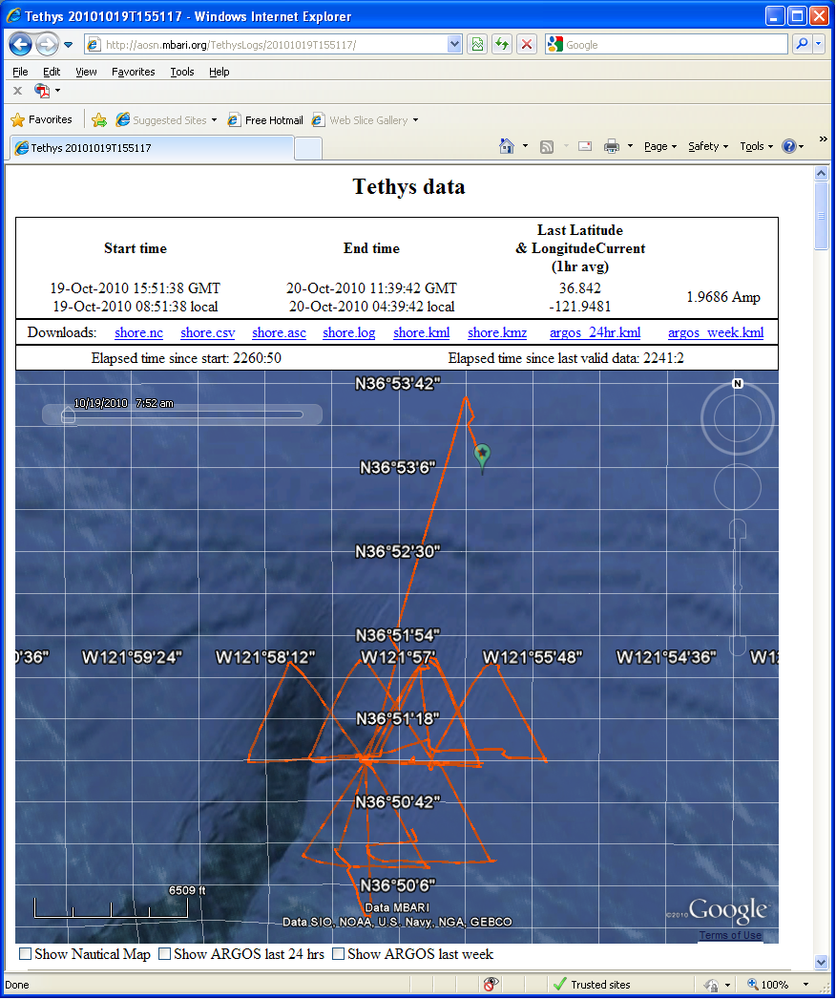 Tethys 20101019T155117 - Windows Internet Explorer
http://aosn.mbari.org/TethysLogs/20101019T155117/
Google
File Edit View Favorites Tools Help
Favorites Suggested Sites Free Hotmail Web Slice Gallery
Tethys 20101019T155117
Page Safety Tools
Tethys data
Start time End time Last Latitude
& LongitudeCurrent
(1hr avg)
19-Oct-2010 15:51:38 GMT 20-Oct-2010 11:39:42 GMT 36.842
19-Oct-2010 08:51:38 local 20-Oct-2010 04:39:42 local -121.9481
1.9686 Amp
Downloads: shore.nc shore.csv shore.asc shore.log shore.kml shore.kmz argos_24hr.kml argos_week.kml
Elapsed time since start: 2260:50 Elapsed time since last valid data: 2241:2
N36°53'42" N
10/19/2010 7:52 am
N36°53'6"
N36°52'30"
N36°51'54"
0'36" W121°59'24" W121°58'12" W121°57' W121°55'48" W121°54'36" W12
N36°51'18"
N36°50'42"
N36°50'6"
6509 ft
Data MBARI
Data SIO, NOAA, U.S. Navy, NGA, GEBCO
©2010 Google
Terms of Use
Show Nautical Map Show ARGOS last 24 hrs Show ARGOS last week
Done Trusted sites 100%